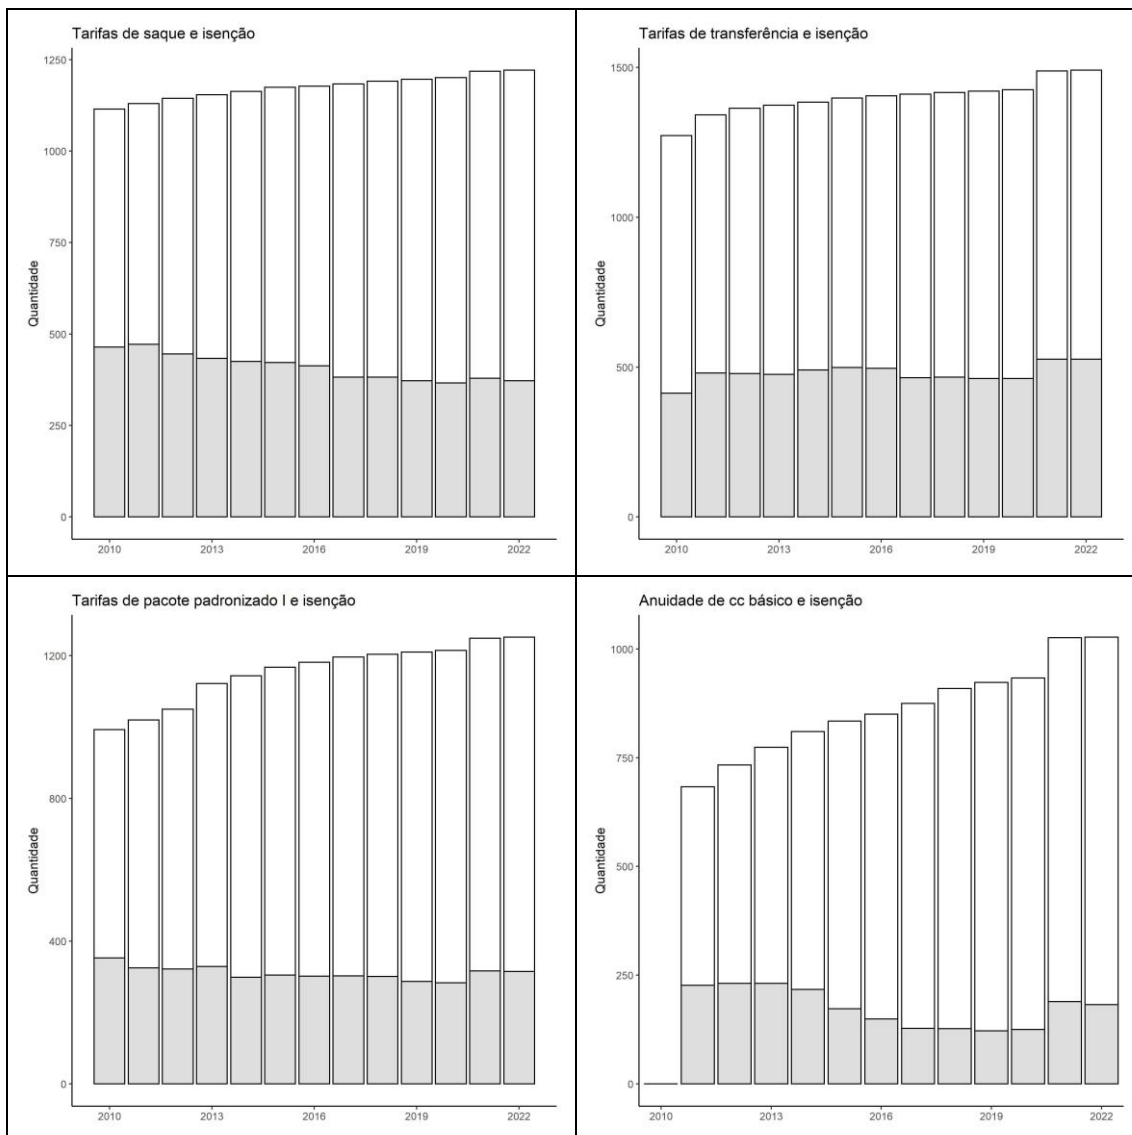 Tarifas de saque e isenção
1250
1000
750
500
250
0
Quantidade
2010 2013 2016 2019 2022
Tarifas de transferência e isenção
1500
1000
500
0
Quantidade
2010 2013 2016 2019 2022
Tarifas de pacote padronizado I e isenção
1200
800
400
0
Quantidade
2010 2013 2016 2019 2022
Anuidade de cc básico e isenção
1000
750
500
250
0
Quantidade
2010 2013 2016 2019 2022